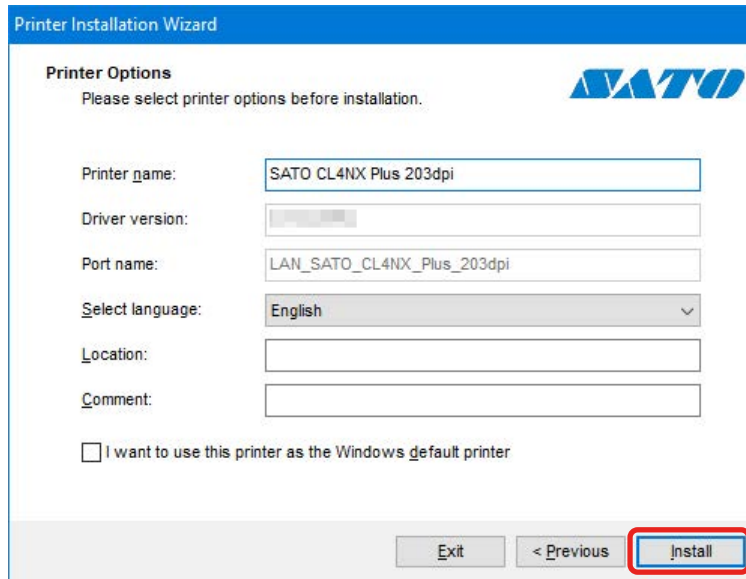 Printer Installation Wizard
Printer Options
SATO
Please select printer options before installation.
Printer name: SATO CL4NX Plus 203dpi
Driver version:
Port name: LAN_SATO_CL4NX_Plus_203dpi
Select language: English
Location:
Comment:
I want to use this printer as the Windows default printer
Exit < Previous Install